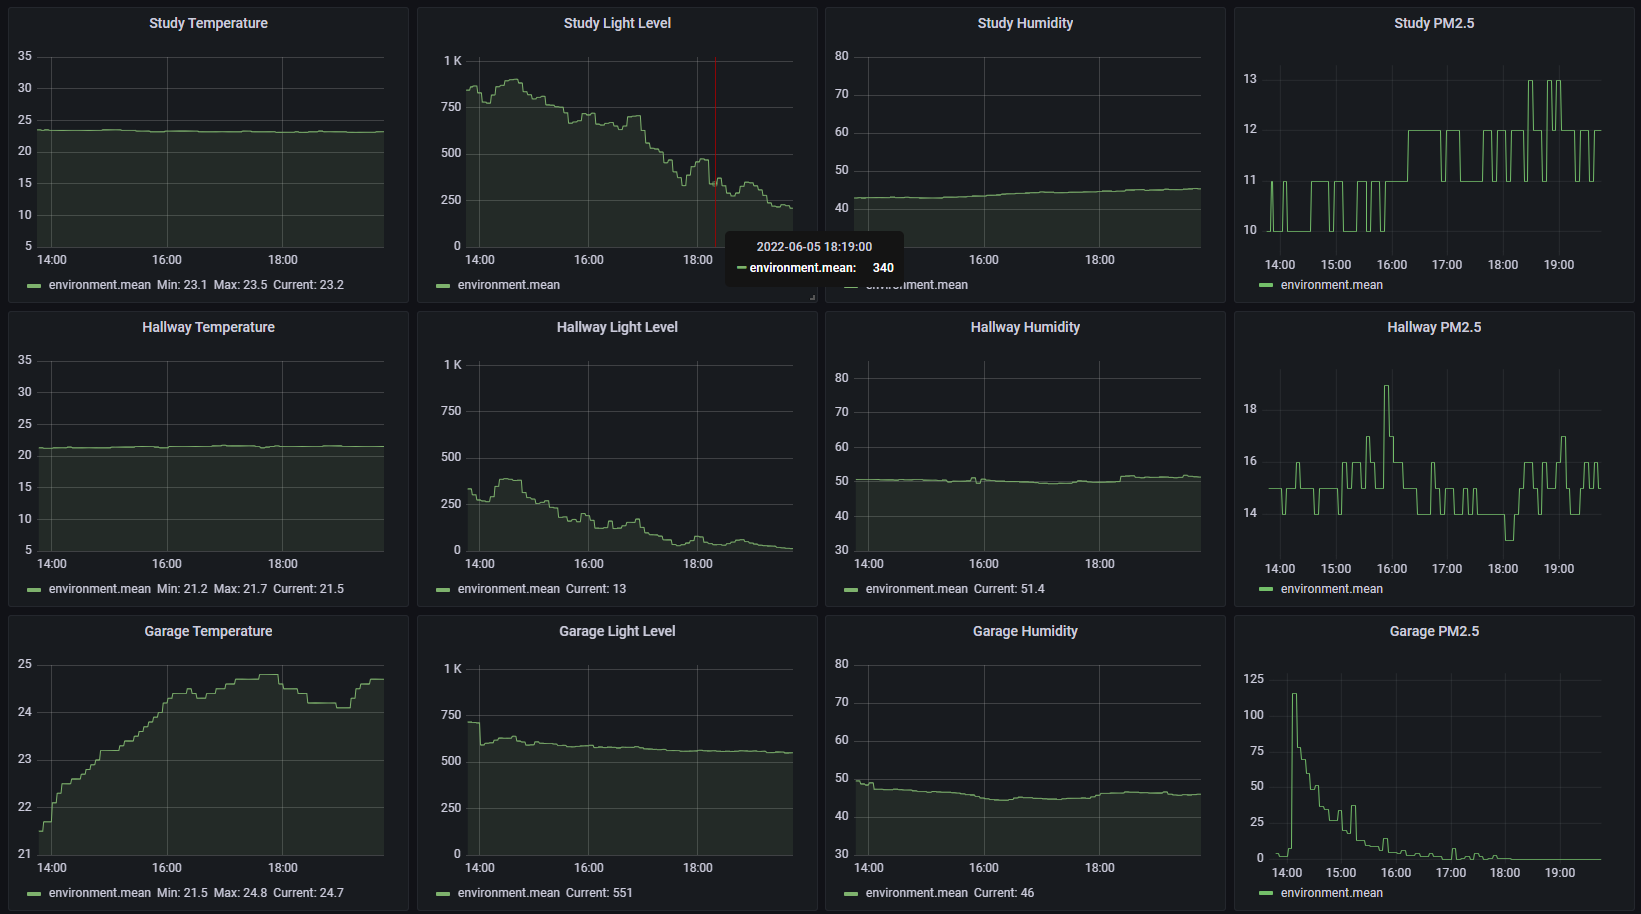 Study Temperature
35
30
25
20
15
10
5
14:00 16:00 18:00
environment.mean Min: 23.1 Max: 23.5 Current: 23.2
Study Light Level
1 K
750
500
250
0
14:00 16:00 18:00
environment.mean
2022-06-05 18:19:00
environment.mean: 340
Study Humidity
80
70
60
50
40
16:00 18:00
environment.mean
Study PM2.5
13
12
11
10
14:00 15:00 16:00 17:00 18:00 19:00
environment.mean
Hallway Temperature
35
30
25
20
15
10
5
14:00 16:00 18:00
environment.mean Min: 21.2 Max: 21.7 Current: 21.5
Hallway Light Level
1 K
750
500
250
0
14:00 16:00 18:00
environment.mean Current: 13
Hallway Humidity
80
70
60
50
40
30
14:00 16:00 18:00
environment.mean Current: 51.4
Hallway PM2.5
18
16
14
14:00 15:00 16:00 17:00 18:00 19:00
environment.mean
Garage Temperature
25
24
23
22
21
14:00 16:00 18:00
environment.mean Min: 21.5 Max: 24.8 Current: 24.7
Garage Light Level
1 K
750
500
250
0
14:00 16:00 18:00
environment.mean Current: 551
Garage Humidity
80
70
60
50
40
30
14:00 16:00 18:00
environment.mean Current: 46
Garage PM2.5
125
100
75
50
25
0
14:00 15:00 16:00 17:00 18:00 19:00
environment.mean